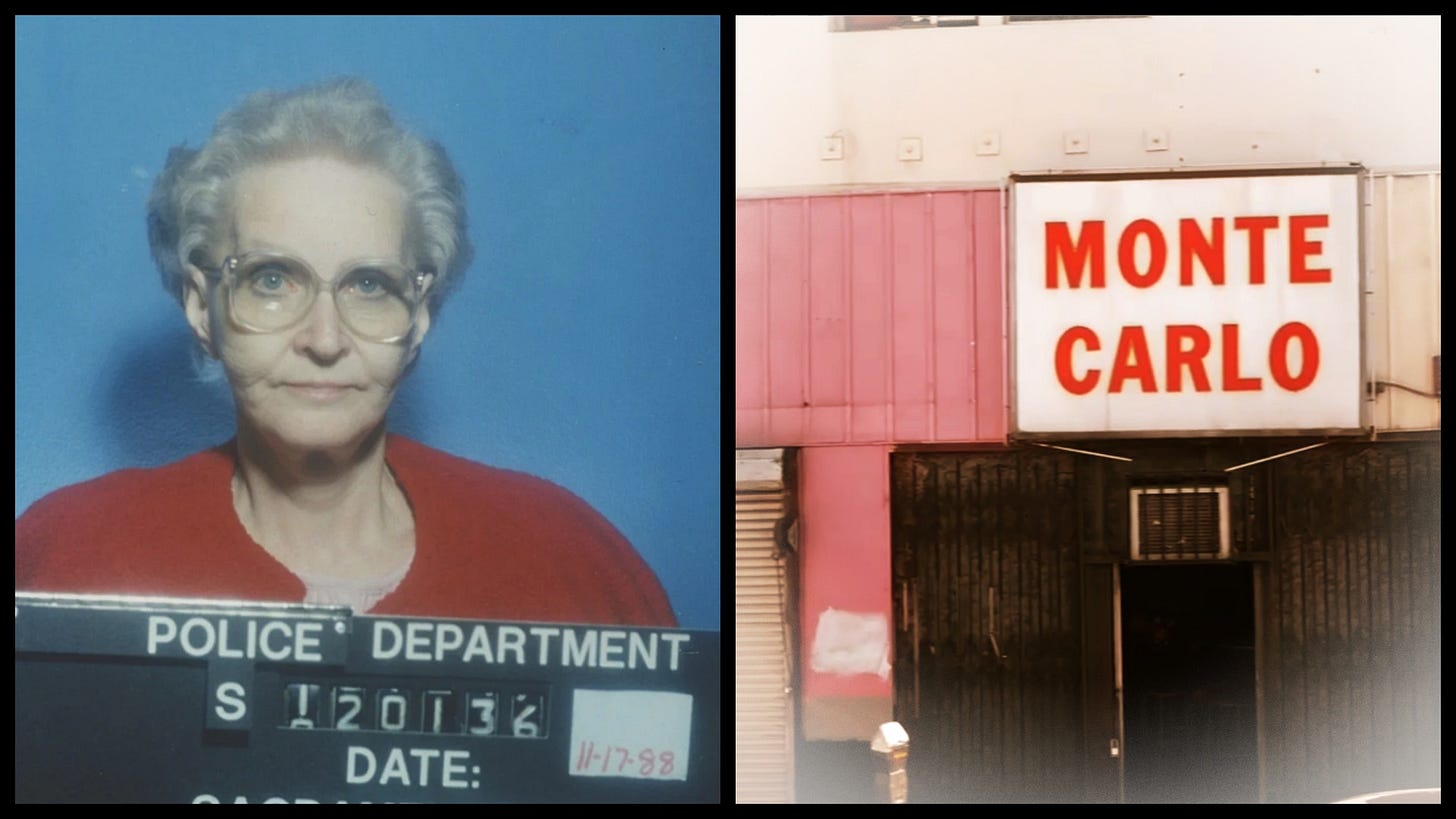 POLICE DEPARTMENT
S 120136
11-17-88
DATE:
MONTE
CARLO